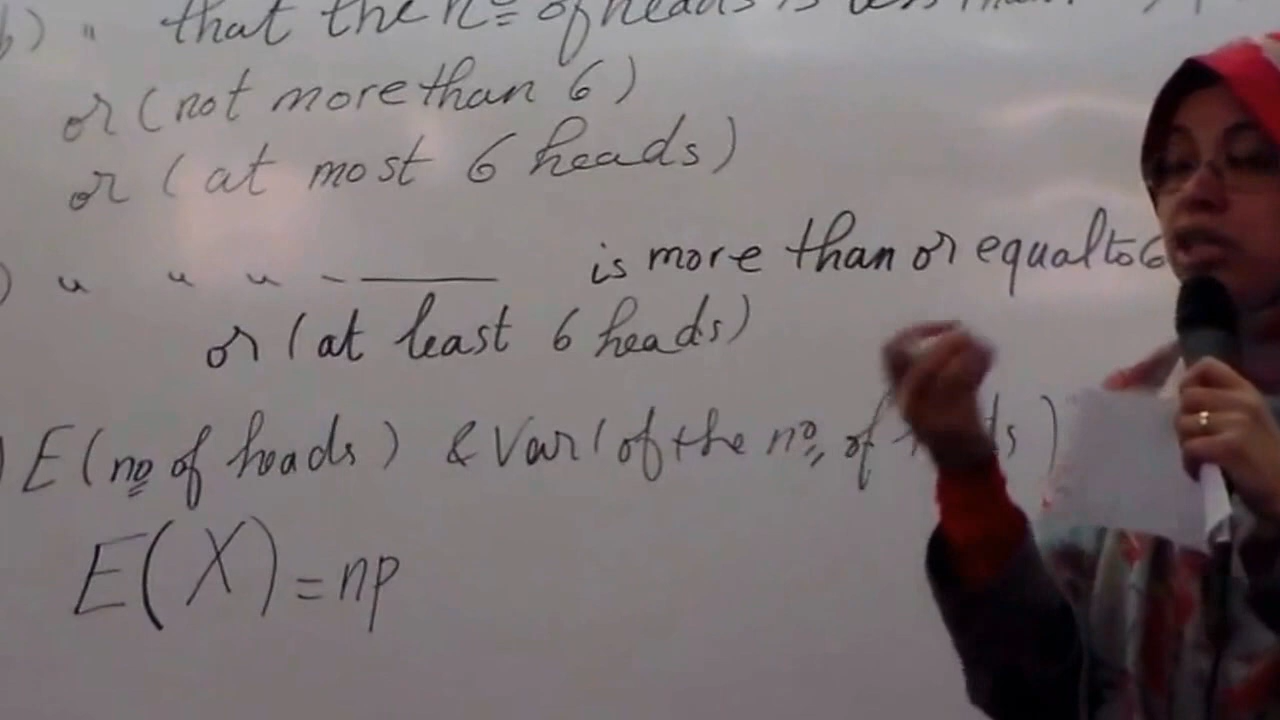 b) " that the no of heads is less than
or (not more than 6)
or (at most 6 heads)
) " " " - ——— is more than or equal to 6
or (at least 6 heads)
) E(no of heads) & Var(of the no, of
E(X) = np